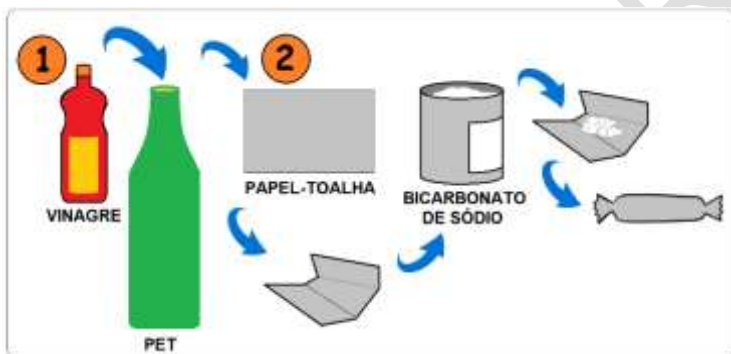 1
2
VINAGRE
PAPEL-TOALHA
BICARBONATO
DE SÓDIO
PET